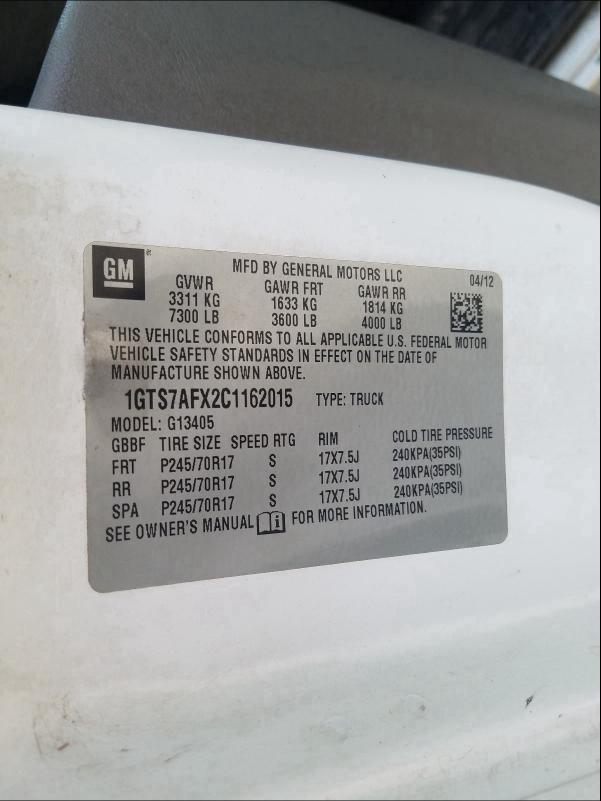 GM
MFD BY GENERAL MOTORS LLC 04/12
GVWR GAWR FRT GAWR RR
3311 KG 1633 KG 1814 KG
7300 LB 3600 LB 4000 LB
THIS VEHICLE CONFORMS TO ALL APPLICABLE U.S. FEDERAL MOTOR
VEHICLE SAFETY STANDARDS IN EFFECT ON THE DATE OF
MANUFACTURE SHOWN ABOVE.
1GTS7AFX2C1162015 TYPE: TRUCK
MODEL: G13405
GBBF TIRE SIZE SPEED RTG RIM COLD TIRE PRESSURE
FRT P245/70R17 S 17X7.5J 240KPA(35PSI)
RR P245/70R17 S 17X7.5J 240KPA(35PSI)
SPA P245/70R17 S 17X7.5J 240KPA(35PSI)
SEE OWNER'S MANUAL i FOR MORE INFORMATION.